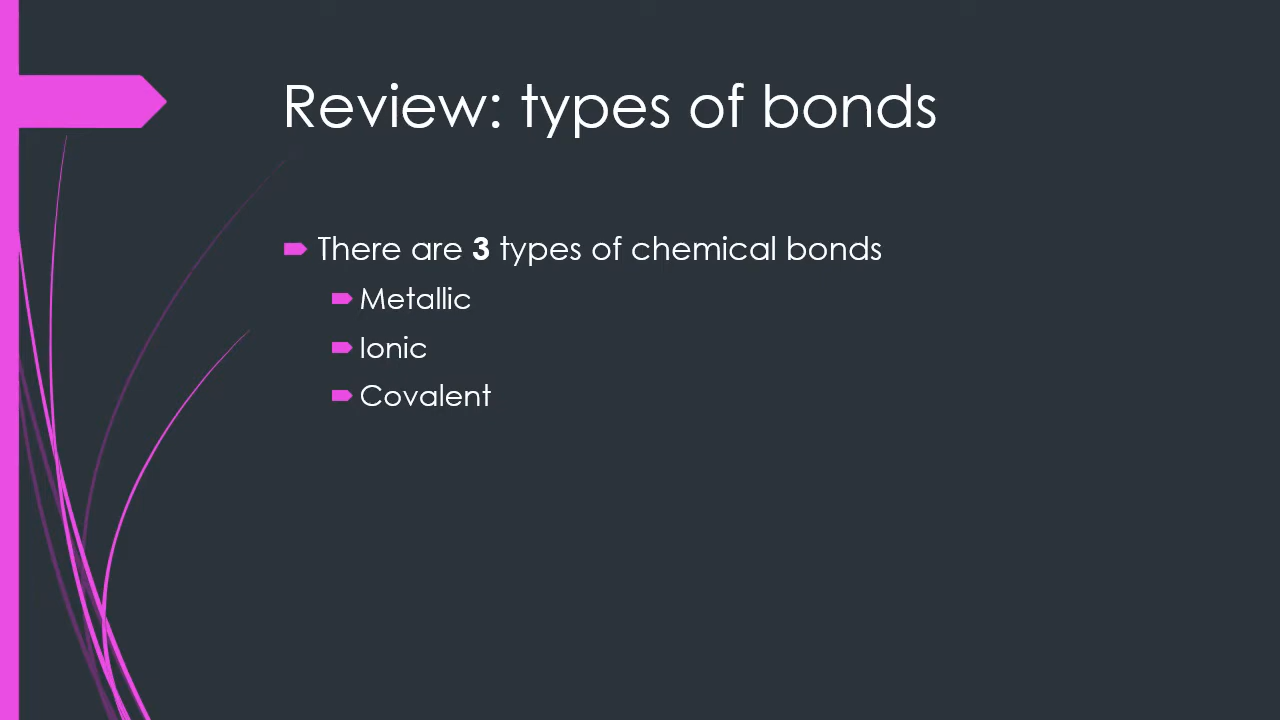 Review: types of bonds
There are 3 types of chemical bonds
Metallic
Ionic
Covalent